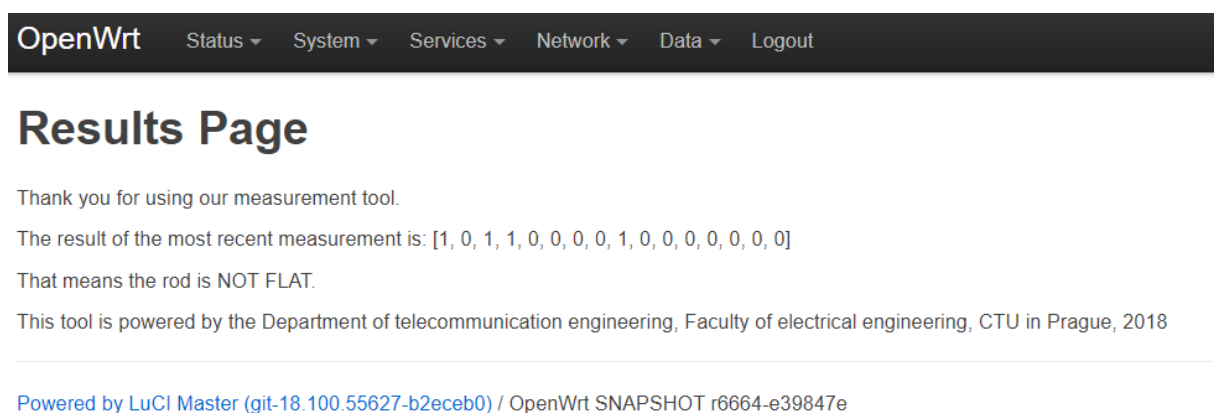 OpenWrt Status System Services Network Data Logout
Results Page
Thank you for using our measurement tool.
The result of the most recent measurement is: [1, 0, 1, 1, 0, 0, 0, 0, 1, 0, 0, 0, 0, 0, 0, 0]
That means the rod is NOT FLAT.
This tool is powered by the Department of telecommunication engineering, Faculty of electrical engineering, CTU in Prague, 2018
Powered by LuCI Master (git-18.100.55627-b2eceb0) / OpenWrt SNAPSHOT r6664-e39847e